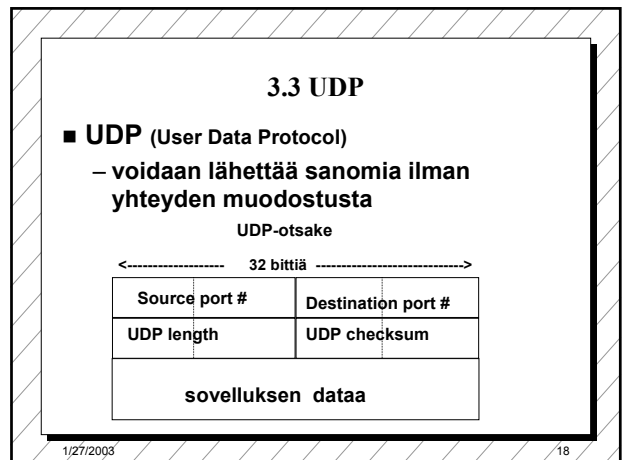 3.3 UDP
■ UDP (User Data Protocol)
– voidaan lähettää sanomia ilman
yhteyden muodostusta
UDP-otsake
<------------------- 32 bittiä ---------------------------->
Source port # Destination port #
UDP length UDP checksum
sovelluksen dataa
1/27/2003 18